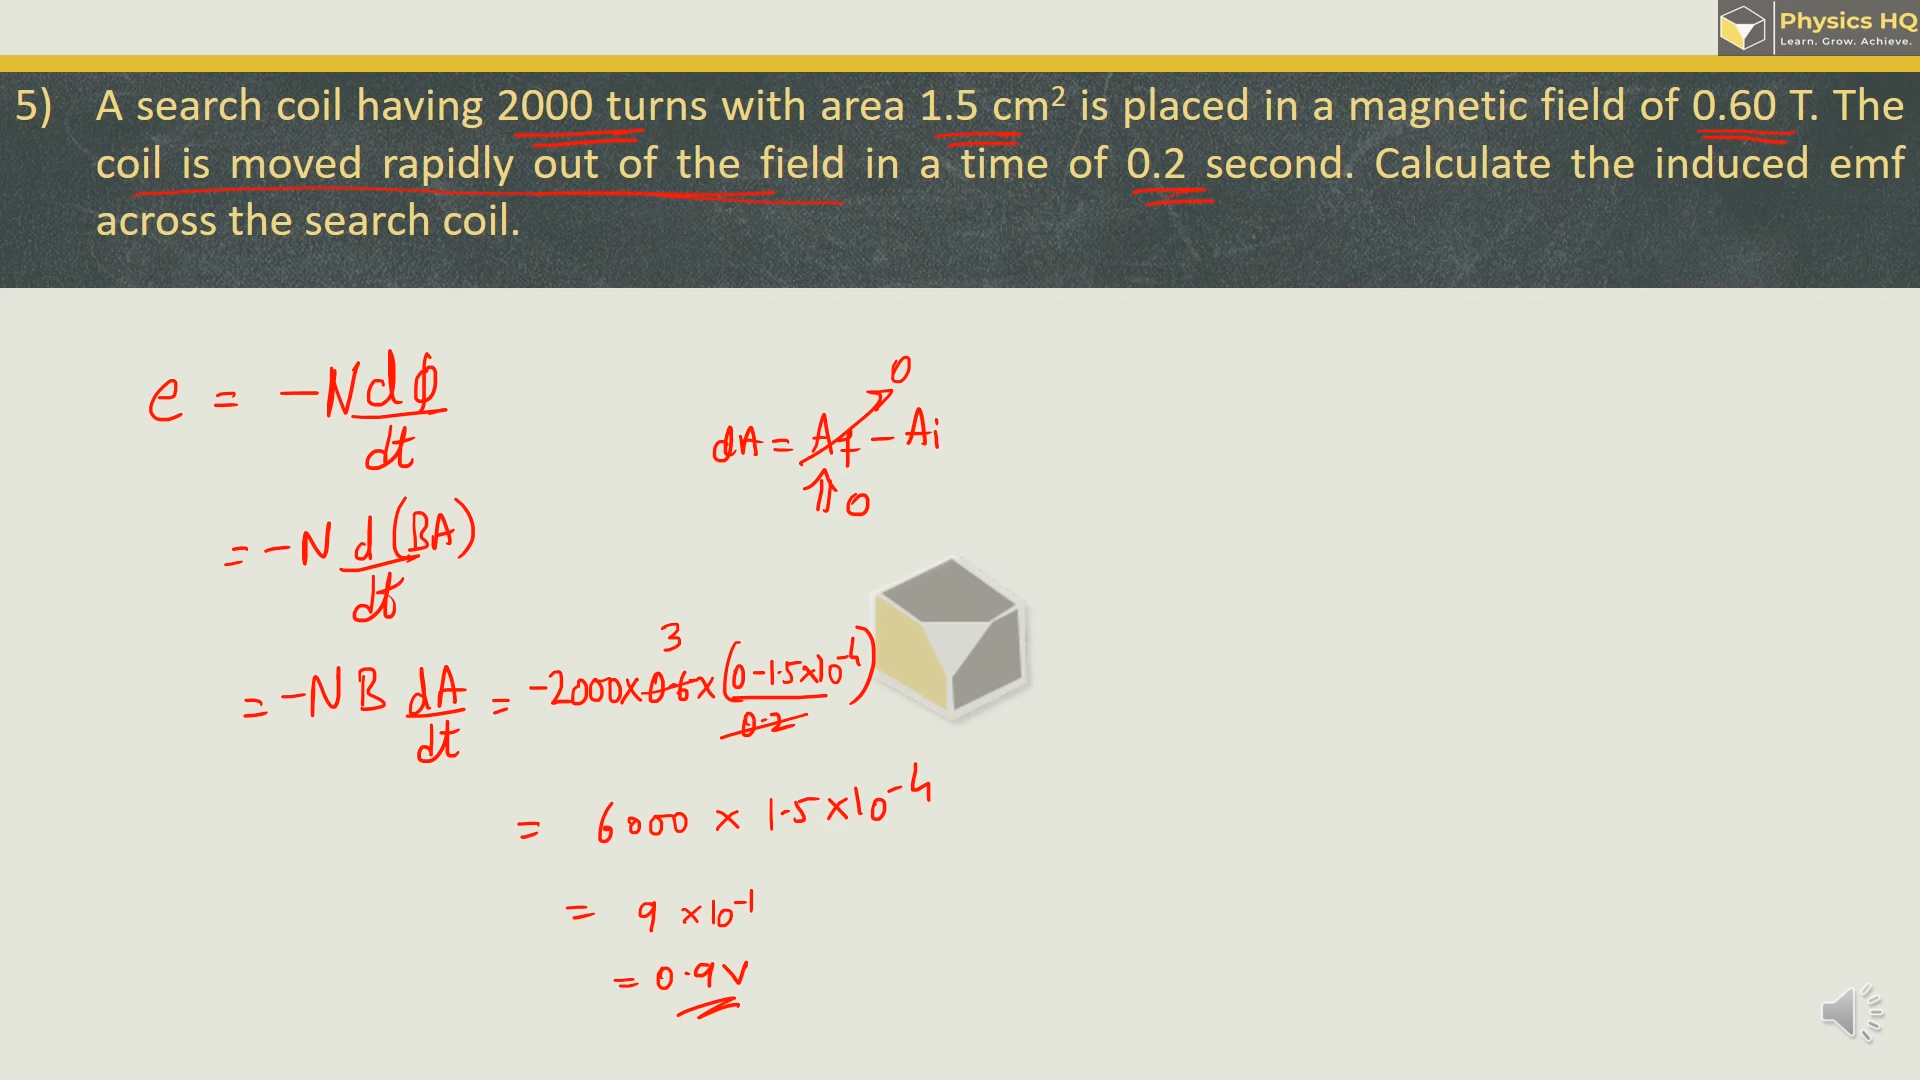 Physics HQ
Learn. Grow. Achieve.
5) A search coil having 2000 turns with area 1.5 cm² is placed in a magnetic field of 0.60 T. The
coil is moved rapidly out of the field in a time of 0.2 second. Calculate the induced emf
across the search coil.
e = -N dφ/dt
dA = Af - Ai
0
0
= -N d(BA)/dt
= -NB dA/dt = -2000 × 0.6 × (0 - 1.5×10⁻⁴)/0.2
3
= 6000 × 1.5×10⁻⁴
= 9 ×10⁻¹
= 0.9V